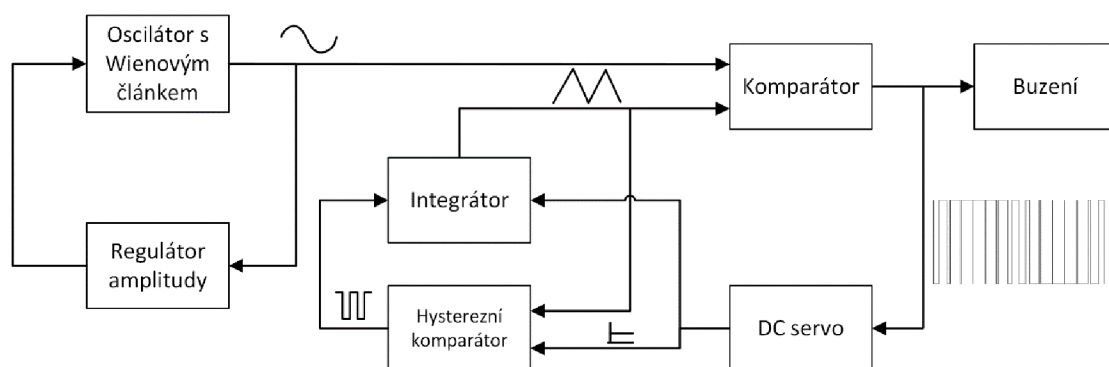 Oscilátor s
Wienovým
článkem
Komparátor
Buzení
Integrátor
Regulátor
amplitudy
Hysterezní
komparátor
DC servo